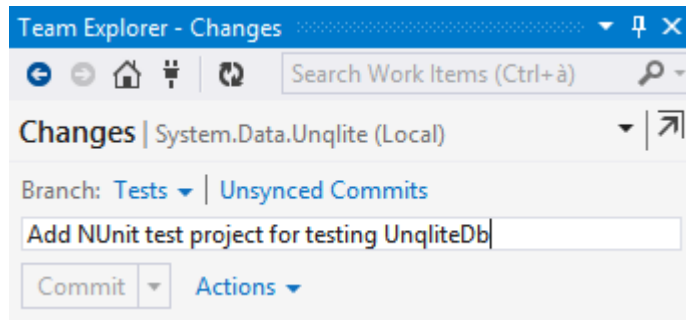 Team Explorer - Changes
Search Work Items (Ctrl+à)
Changes | System.Data.Unqlite (Local)
Branch: Tests | Unsynced Commits
Add NUnit test project for testing UnqliteDb
Commit Actions